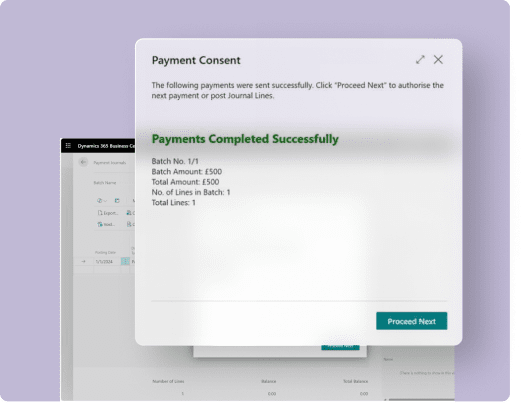 Payment Consent
The following payments were sent successfully. Click "Proceed Next" to authorise the
next payment or post Journal Lines.
Payments Completed Successfully
Batch No. 1/1
Batch Amount: £500
Total Amount: £500
No. of Lines in Batch: 1
Total Lines: 1
Proceed Next
Dynamics 365 Business
Payment Journals
Batch Name
Export...
Posting Date
1/1/2024
Number of Lines
Balance
Total Balance
1
0.00
0.00